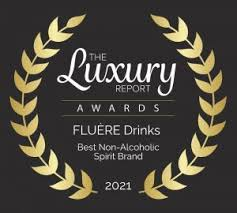 THE
Luxury
REPORT
AWARDS
FLUÈRE Drinks
Best Non-Alcoholic
Spirit Brand
2021